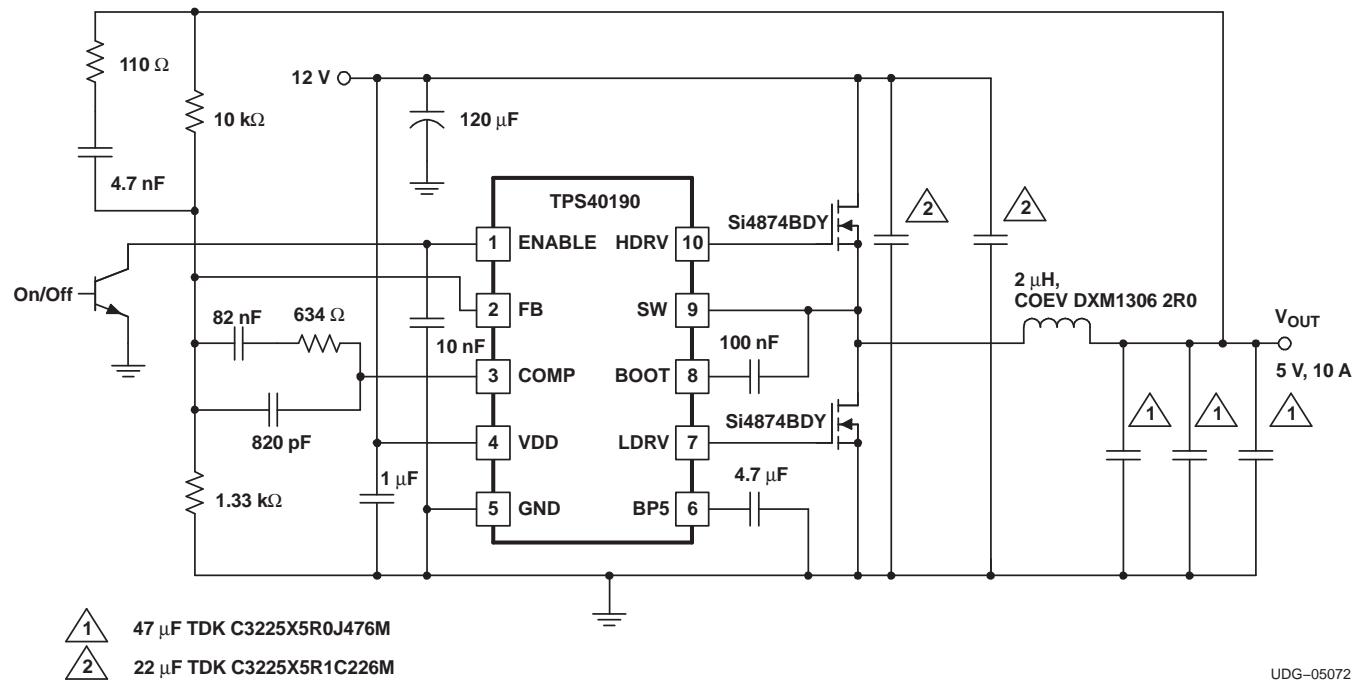 110 Ω
10 kΩ
4.7 nF
12 V
120 μF
TPS40190
1 ENABLE HDRV 10
2 FB SW 9
3 COMP BOOT 8
4 VDD LDRV 7
5 GND BP5 6
On/Off
82 nF
634 Ω
10 nF
820 pF
1.33 kΩ
1 μF
Si4874BDY
100 nF
Si4874BDY
4.7 μF
2
2
2 μH,
COEV DXM1306 2R0
VOUT
5 V, 10 A
1
1
1
1 47 μF TDK C3225X5R0J476M
2 22 μF TDK C3225X5R1C226M
UDG–05072